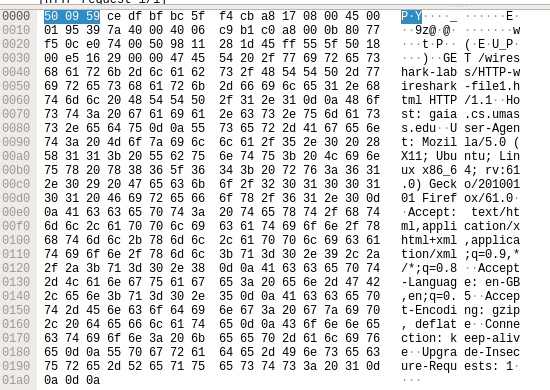 0000 50 09 59 ce df bf bc 5f f4 cb a8 17 08 00 45 00 P·Y····_ ······E·
0010 01 95 39 7a 40 00 40 06 c9 b1 c0 a8 00 0b 80 77 ··9z@·@· ·······w
0020 f5 0c e0 74 00 50 98 11 28 1d 45 ff 55 5f 50 18 ···t·P·· (·E·U_P·
0030 00 e5 16 29 00 00 47 45 54 20 2f 77 69 72 65 73 ···)··GE T /wires
0040 68 61 72 6b 2d 6c 61 62 73 2f 48 54 54 50 2d 77 hark-lab s/HTTP-w
0050 69 72 65 73 68 61 72 6b 2d 66 69 6c 65 31 2e 68 ireshark -file1.h
0060 74 6d 6c 20 48 54 54 50 2f 31 2e 31 0d 0a 48 6f tml HTTP /1.1··Ho
0070 73 74 3a 20 67 61 69 61 2e 63 73 2e 75 6d 61 73 st: gaia .cs.umas
0080 73 2e 65 64 75 0d 0a 55 73 65 72 2d 41 67 65 6e s.edu··U ser-Agen
0090 74 3a 20 4d 6f 7a 69 6c 6c 61 2f 35 2e 30 20 28 t: Mozil la/5.0 (
00a0 58 31 31 3b 20 55 62 75 6e 74 75 3b 20 4c 69 6e X11; Ubu ntu; Lin
00b0 75 78 20 78 38 36 5f 36 34 3b 20 72 76 3a 36 31 ux x86_6 4; rv:61
00c0 2e 30 29 20 47 65 63 6b 6f 2f 32 30 31 30 30 31 .0) Geck o/201001
00d0 30 31 20 46 69 72 65 66 6f 78 2f 36 31 2e 30 0d 01 Firef ox/61.0·
00e0 0a 41 63 63 65 70 74 3a 20 74 65 78 74 2f 68 74 ·Accept:  text/ht
00f0 6d 6c 2c 61 70 70 6c 69 63 61 74 69 6f 6e 2f 78 ml,appli cation/x
0100 68 74 6d 6c 2b 78 6d 6c 2c 61 70 70 6c 69 63 61 html+xml ,applica
0110 74 69 6f 6e 2f 78 6d 6c 3b 71 3d 30 2e 39 2c 2a tion/xml ;q=0.9,*
0120 2f 2a 3b 71 3d 30 2e 38 0d 0a 41 63 63 65 70 74 /*;q=0.8 ··Accept
0130 2d 4c 61 6e 67 75 61 67 65 3a 20 65 6e 2d 47 42 -Languag e: en-GB
0140 2c 65 6e 3b 71 3d 30 2e 35 0d 0a 41 63 63 65 70 ,en;q=0. 5··Accep
0150 74 2d 45 6e 63 6f 64 69 6e 67 3a 20 67 7a 69 70 t-Encodi ng: gzip
0160 2c 20 64 65 66 6c 61 74 65 0d 0a 43 6f 6e 6e 65 , deflat e··Conne
0170 63 74 69 6f 6e 3a 20 6b 65 65 70 2d 61 6c 69 76 ction: k eep-aliv
0180 65 0d 0a 55 70 67 72 61 64 65 2d 49 6e 73 65 63 e··Upgra de-Insec
0190 75 72 65 2d 52 65 71 75 65 73 74 73 3a 20 31 0d ure-Requ ests: 1·
01a0 0a 0d 0a ···